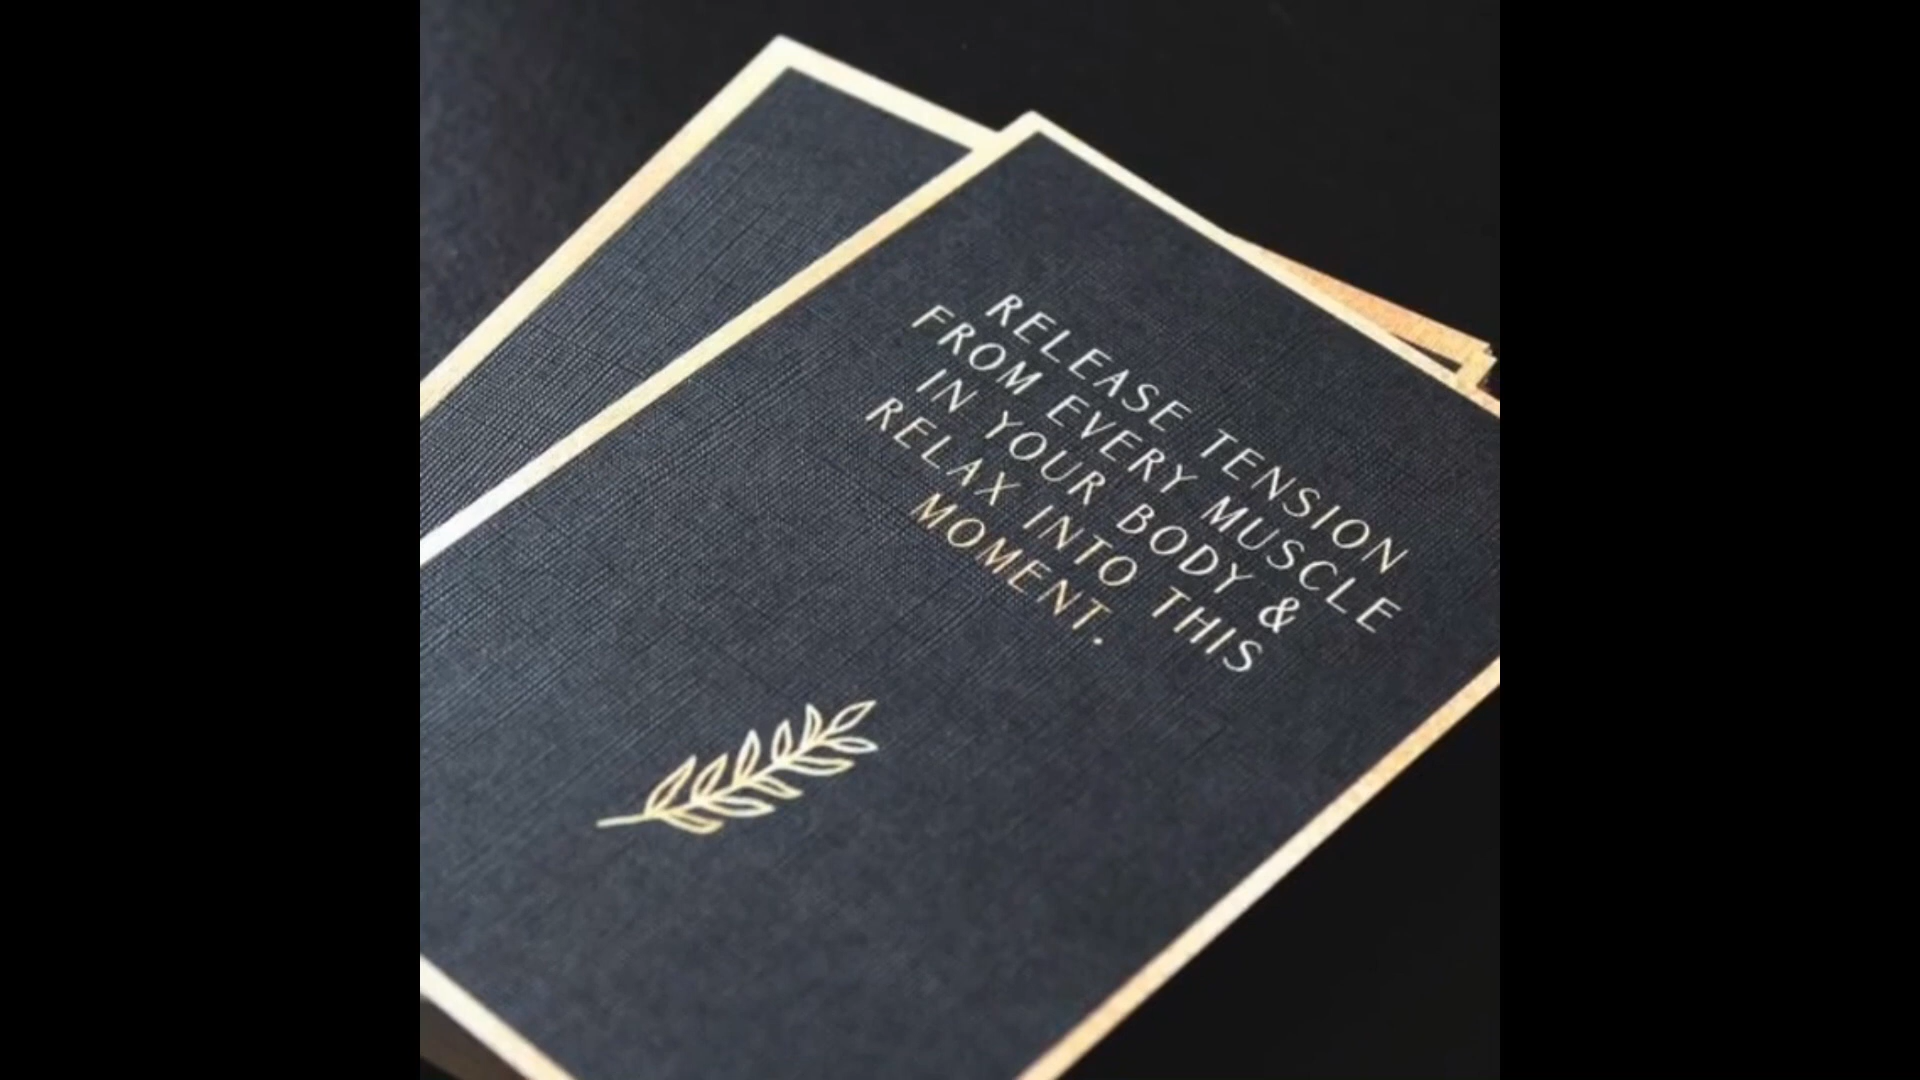 RELEASE TENSION
FROM EVERY MUSCLE
IN YOUR BODY &
RELAX INTO THIS
MOMENT.